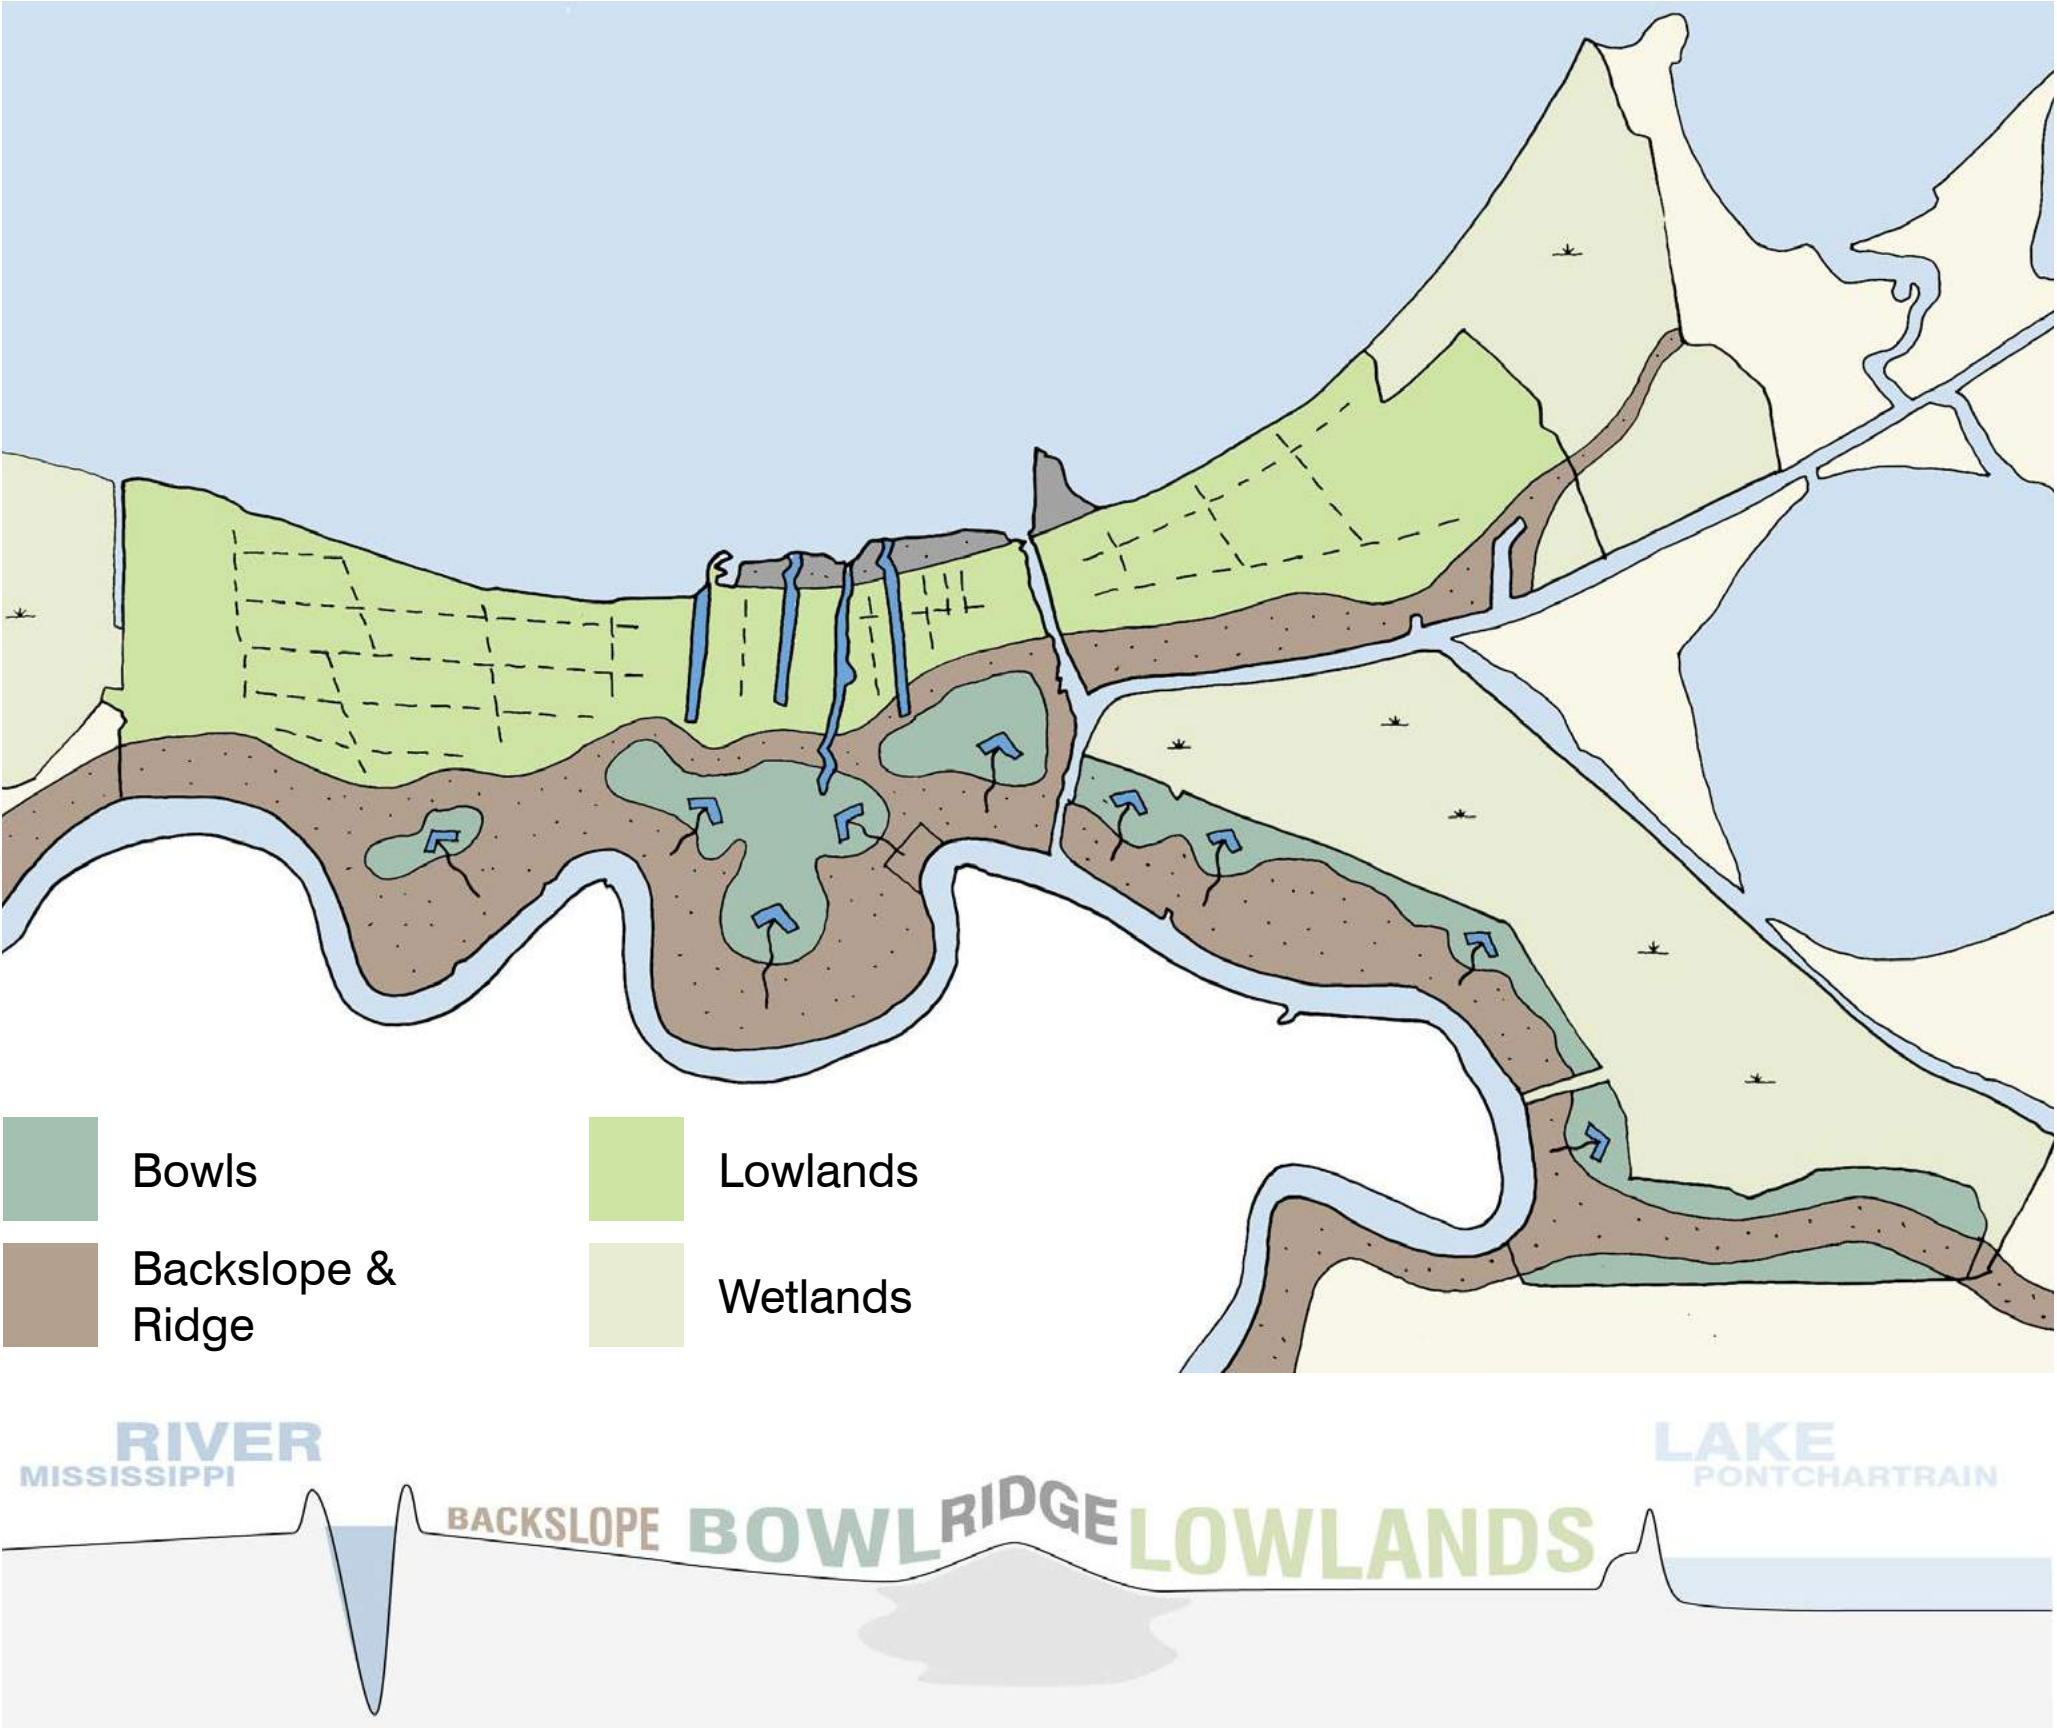 Bowls
Lowlands
Backslope &
Ridge
Wetlands
RIVER
MISSISSIPPI
BACKSLOPE
BOWL
RIDGE
LOWLANDS
LAKE
PONTCHARTRAIN